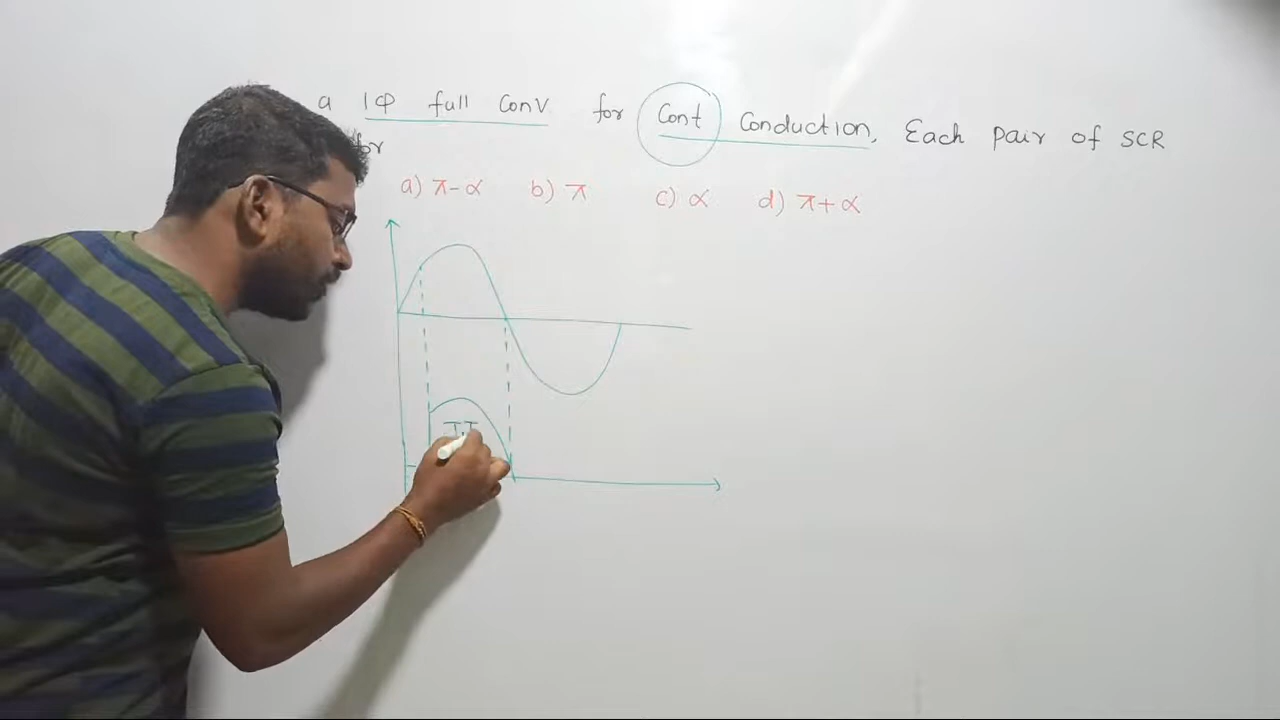 a 1Φ full Conv for Cont Conduction, Each pair of SCR
for
a) π-α b) π c) α d) π+α